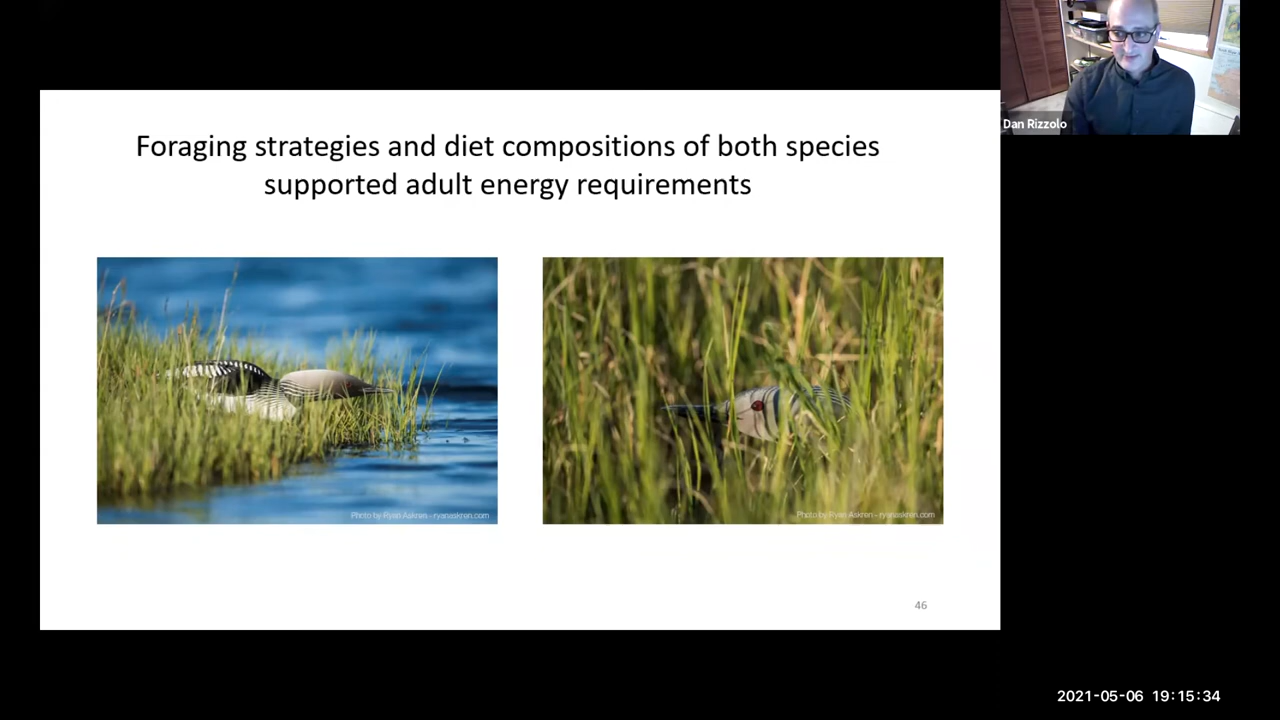 Foraging strategies and diet compositions of both species
supported adult energy requirements
Dan Rizzolo
Photo by Ryan Askren - ryanaskren.com
Photo by Ryan Askren - ryanaskren.com
46
2021-05-06 19:15:34